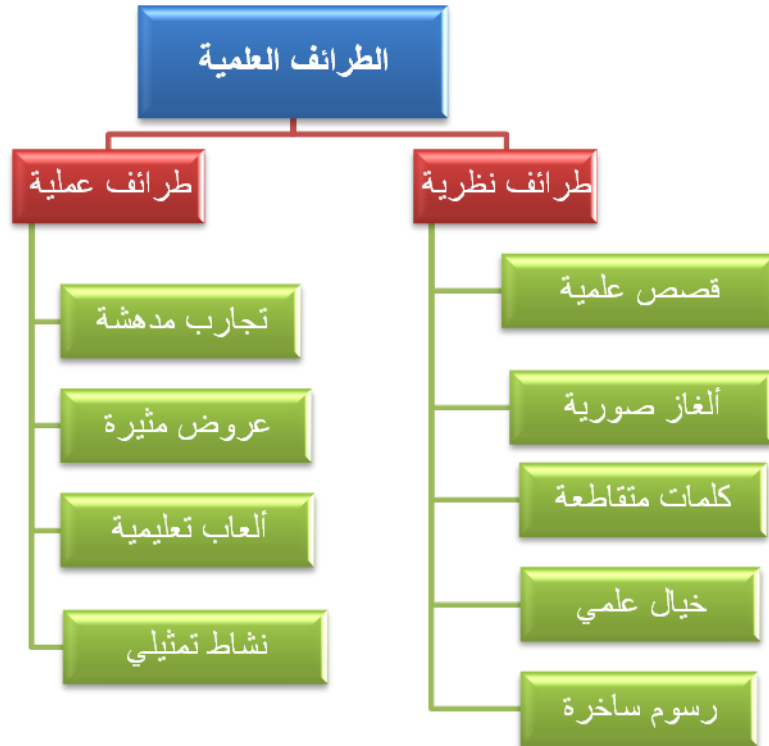 الطرائف العلمية
طرائف نظرية
قصص علمية
ألغاز صورية
كلمات متقاطعة
خيال علمي
رسوم ساخرة
طرائف عملية
تجارب مدهشة
عروض مثيرة
ألعاب تعليمية
نشاط تمثيلي